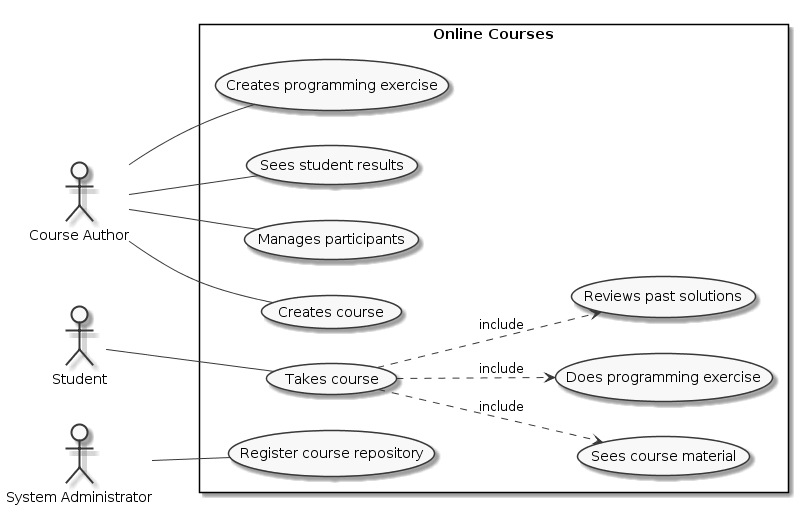 Online Courses
Creates programming exercise
Sees student results
Course Author
Manages participants
Reviews past solutions
Creates course
include
include
Student
Takes course
Does programming exercise
include
Register course repository
Sees course material
System Administrator